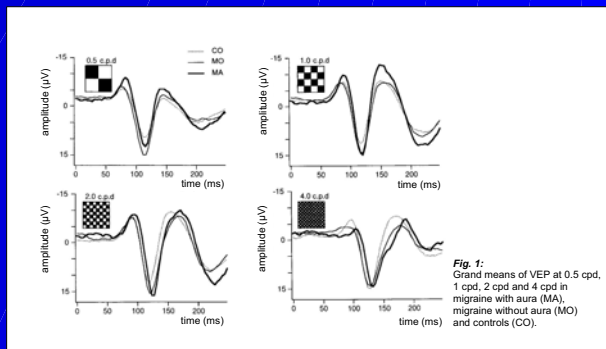 0.5 c.p.d
CO
MO
MA
-15
0
15
amplitude (µV)
0 50 100 150 200
time (ms)
1.0 c.p.d
-15
0
15
amplitude (µV)
0 50 100 150 200
time (ms)
2.0 c.p.d
-15
0
15
amplitude (µV)
0 50 100 150 200
time (ms)
4.0 c.p.d
-15
0
15
amplitude (µV)
0 50 100 150 200
time (ms)
Fig. 1:
Grand means of VEP at 0.5 cpd,
1 cpd, 2 cpd and 4 cpd in
migraine with aura (MA),
migraine without aura (MO)
and controls (CO).